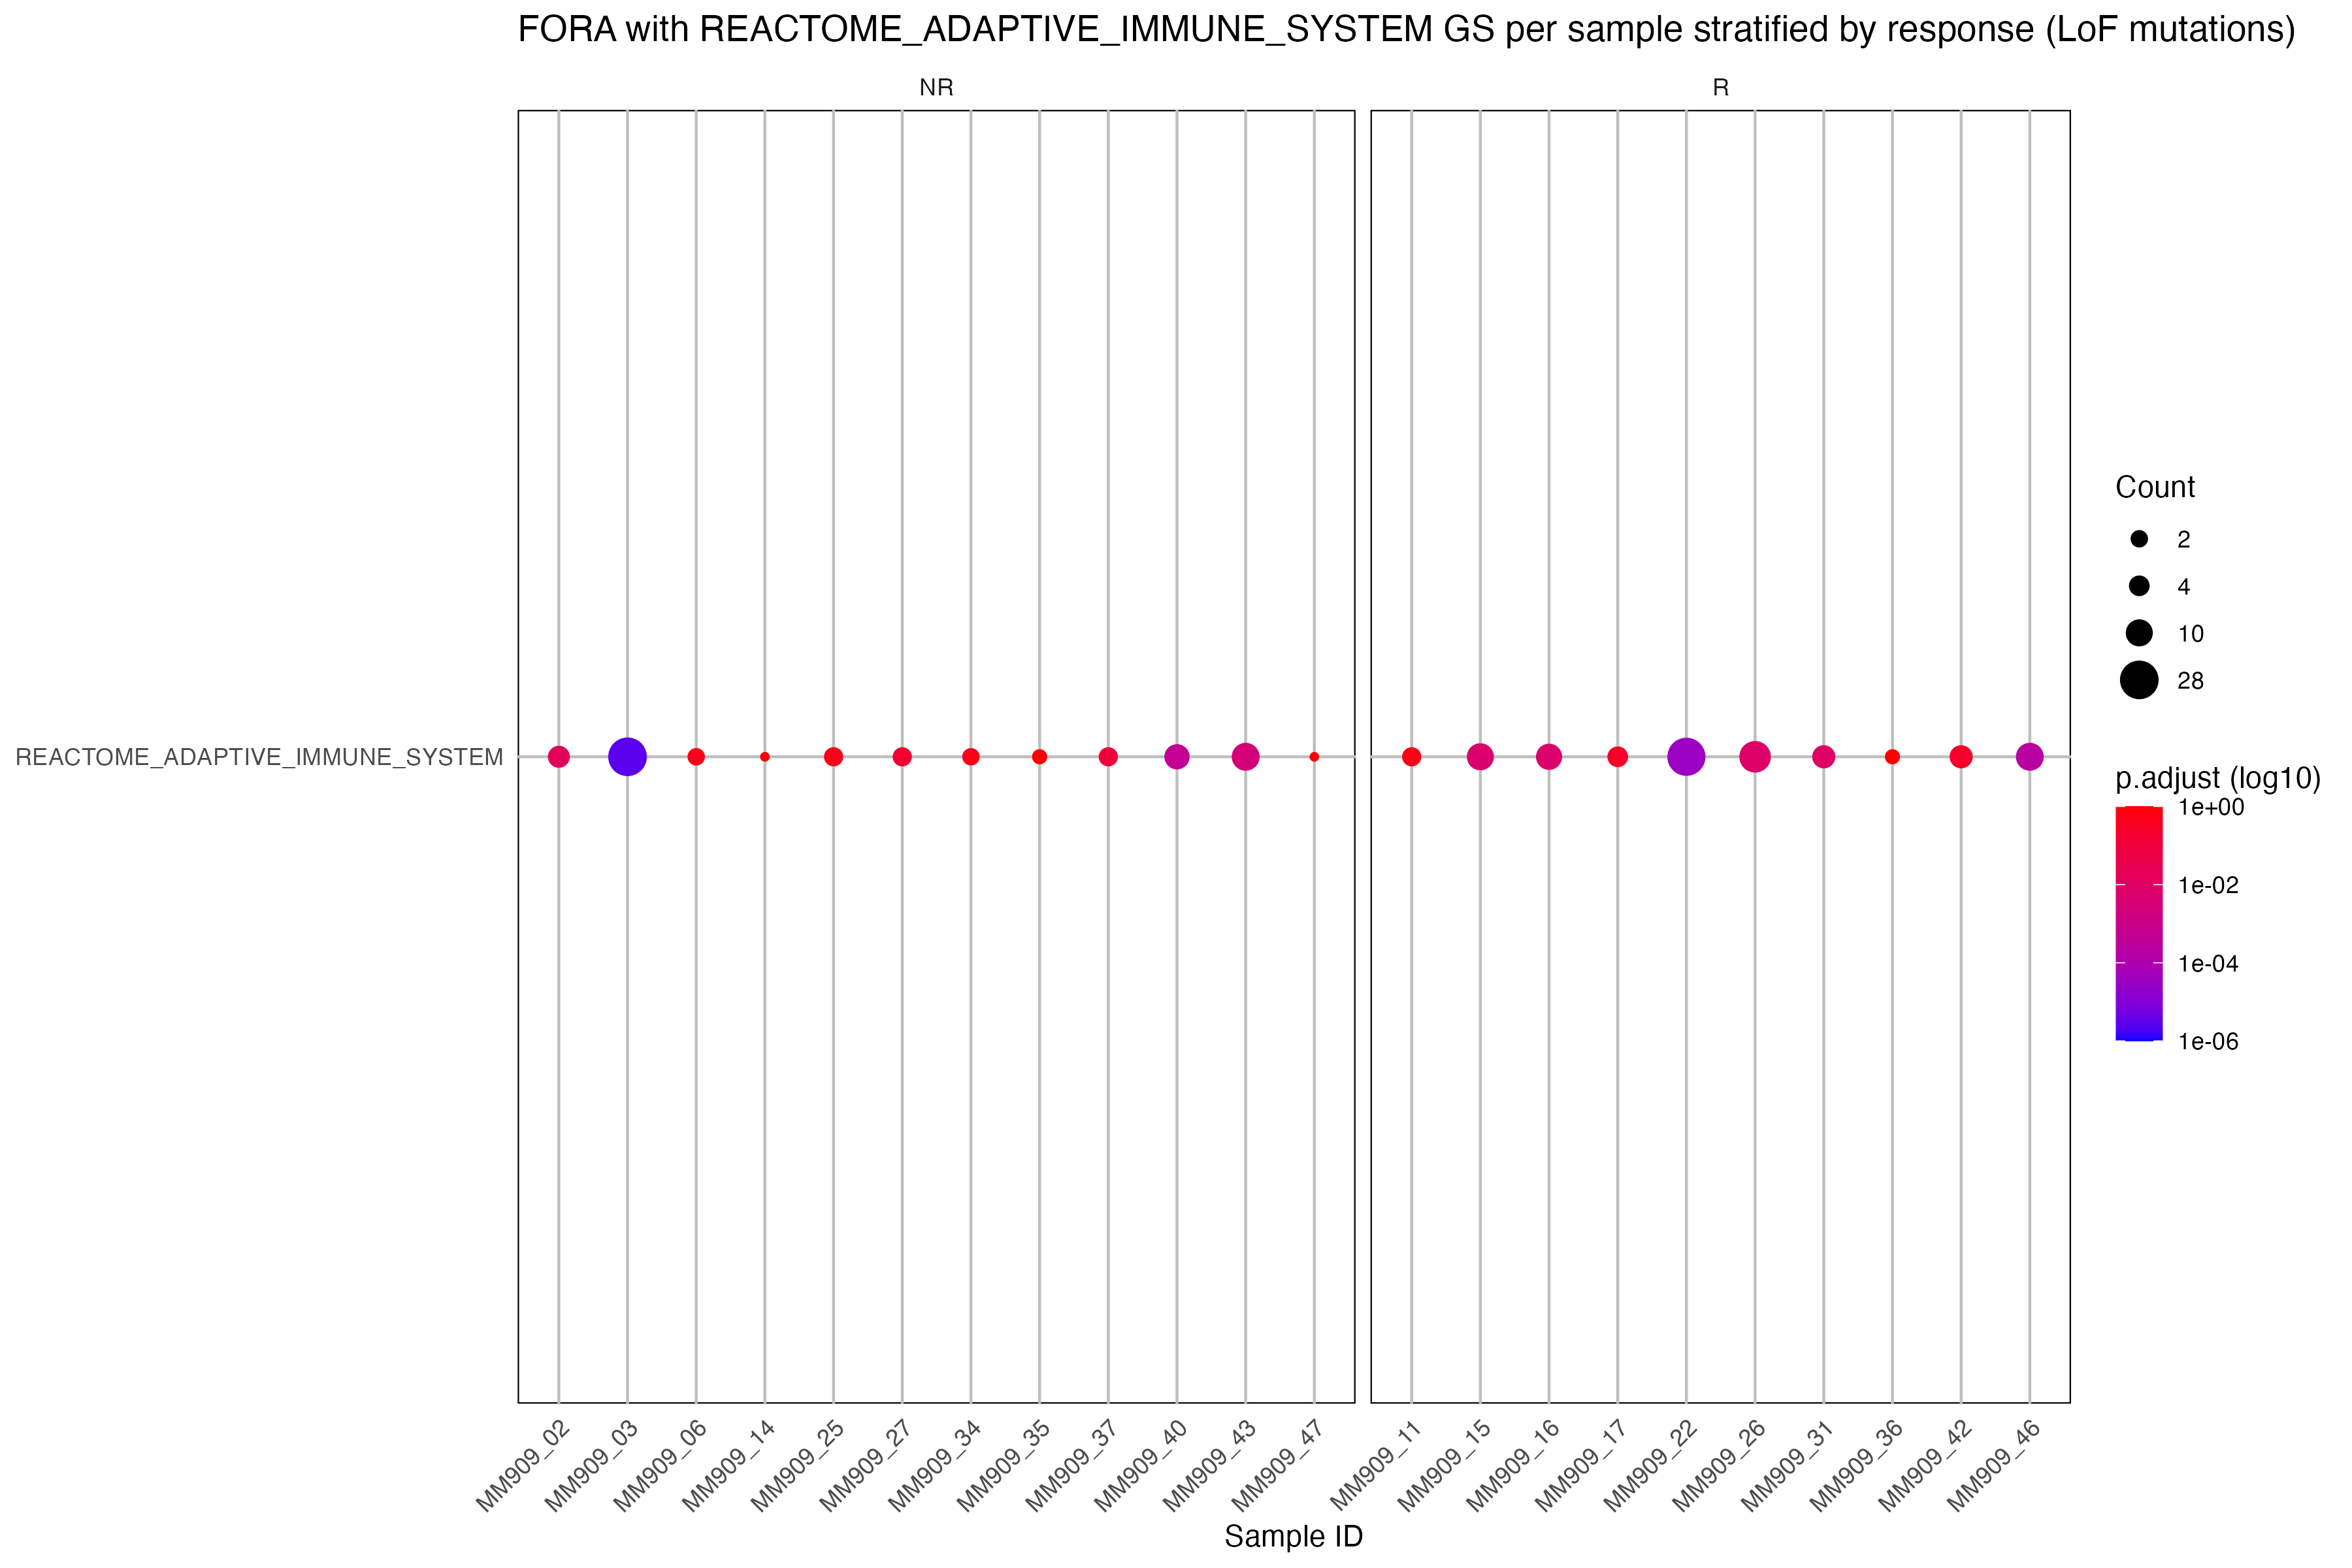 FORA with REACTOME_ADAPTIVE_IMMUNE_SYSTEM GS per sample stratified by response (LoF mutations)
NR
R
REACTOME_ADAPTIVE_IMMUNE_SYSTEM
MM909_02
MM909_03
MM909_06
MM909_14
MM909_25
MM909_27
MM909_34
MM909_35
MM909_37
MM909_40
MM909_43
MM909_47
MM909_11
MM909_15
MM909_16
MM909_17
MM909_22
MM909_26
MM909_31
MM909_36
MM909_42
MM909_46
Sample ID
Count
2
4
10
28
p.adjust (log10)
1e+00
1e-02
1e-04
1e-06